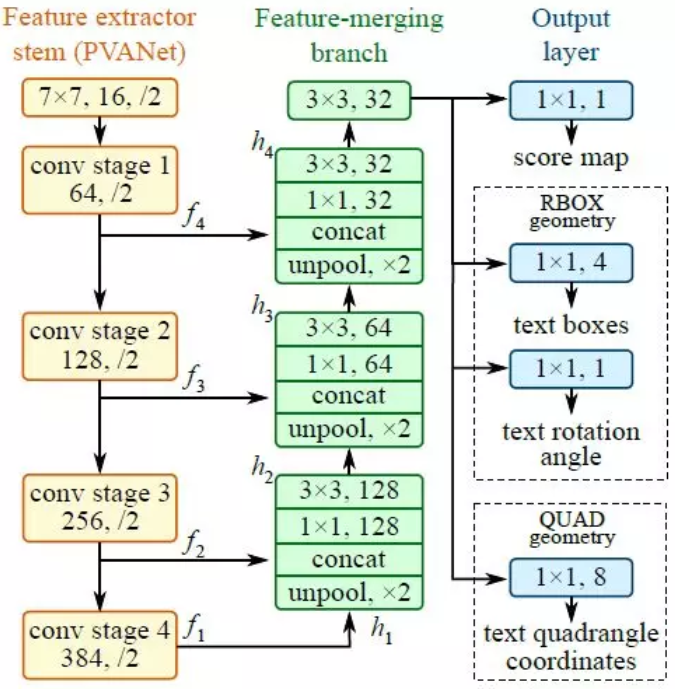 Feature extractor
stem (PVANet)
7×7, 16, /2
conv stage 1
64, /2
f4
conv stage 2
128, /2
f3
conv stage 3
256, /2
f2
conv stage 4
384, /2
f1
Feature-merging
branch
3×3, 32
h4
3×3, 32
1×1, 32
concat
unpool, ×2
h3
3×3, 64
1×1, 64
concat
unpool, ×2
h2
3×3, 128
1×1, 128
concat
unpool, ×2
h1
Output
layer
1×1, 1
score map
RBOX
geometry
1×1, 4
text boxes
1×1, 1
text rotation
angle
QUAD
geometry
1×1, 8
text quadrangle
coordinates